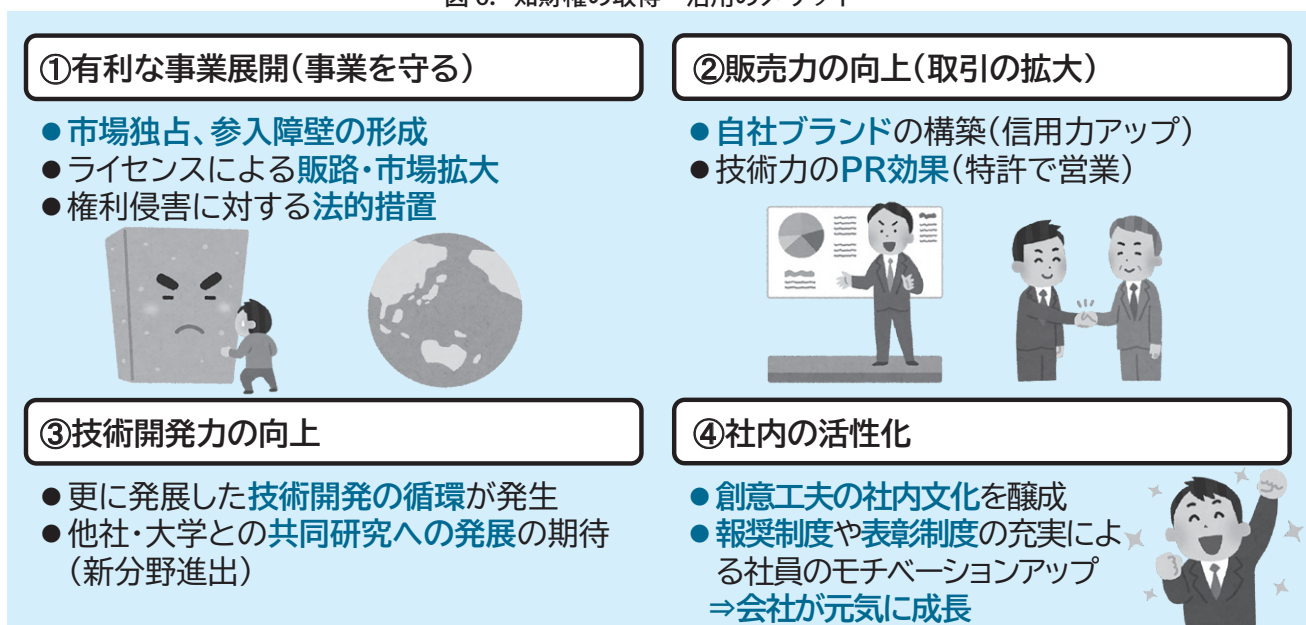 ①有利な事業展開(事業を守る)
●市場独占、参入障壁の形成
●ライセンスによる販路・市場拡大
●権利侵害に対する法的措置
②販売力の向上(取引の拡大)
●自社ブランドの構築(信用力アップ)
●技術力のPR効果(特許で営業)
③技術開発力の向上
●更に発展した技術開発の循環が発生
●他社・大学との共同研究への発展の期待
(新分野進出)
④社内の活性化
●創意工夫の社内文化を醸成
●報奨制度や表彰制度の充実によ
る社員のモチベーションアップ
⇒会社が元気に成長